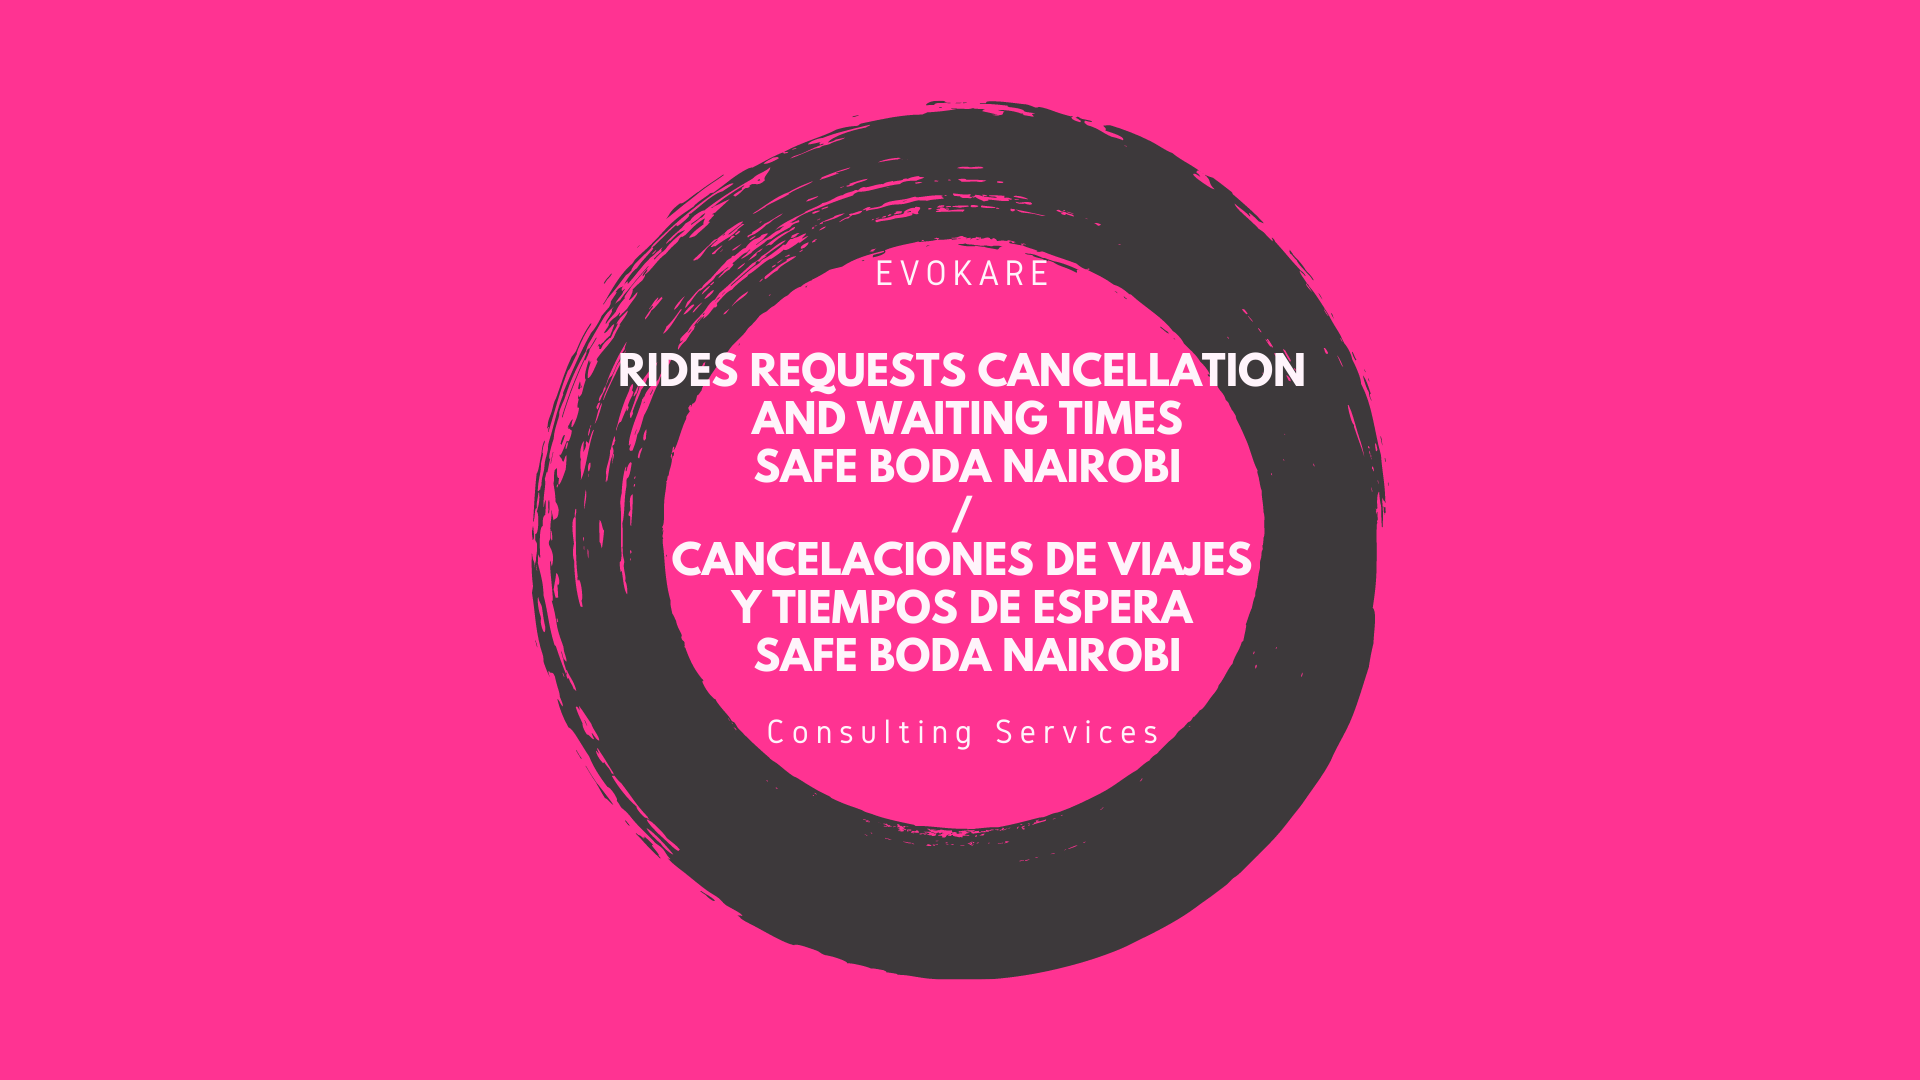 EVOKARE
RIDES REQUESTS CANCELLATION
AND WAITING TIMES
SAFE BODA NAIROBI
/
CANCELACIONES DE VIAJES
Y TIEMPOS DE ESPERA
SAFE BODA NAIROBI
Consulting Services